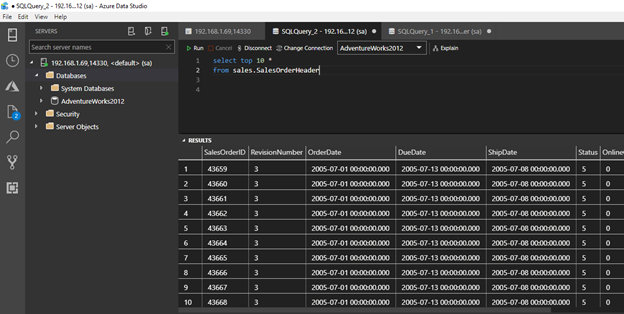 ● SQLQuery_2 - 192.16...12 (sa) - Azure Data Studio
File Edit View Help
SERVERS
Search server names
192.168.1.69,14330, <default> (sa)
Databases
System Databases
AdventureWorks2012
Security
Server Objects
2
192.168.1.69,14330
SQLQuery_2 - 192.16...12 (sa) ●
SQLQuery_1 - 192.16...er (sa) ●
Run Cancel Disconnect Change Connection AdventureWorks2012 Explain
1 select top 10 *
2 from sales.SalesOrderHeader
3
4
RESULTS
SalesOrderID RevisionNumber OrderDate DueDate ShipDate Status Online
1 43659 3 2005-07-01 00:00:00.000 2005-07-13 00:00:00.000 2005-07-08 00:00:00.000 5 0
2 43660 3 2005-07-01 00:00:00.000 2005-07-13 00:00:00.000 2005-07-08 00:00:00.000 5 0
3 43661 3 2005-07-01 00:00:00.000 2005-07-13 00:00:00.000 2005-07-08 00:00:00.000 5 0
4 43662 3 2005-07-01 00:00:00.000 2005-07-13 00:00:00.000 2005-07-08 00:00:00.000 5 0
5 43663 3 2005-07-01 00:00:00.000 2005-07-13 00:00:00.000 2005-07-08 00:00:00.000 5 0
6 43664 3 2005-07-01 00:00:00.000 2005-07-13 00:00:00.000 2005-07-08 00:00:00.000 5 0
7 43665 3 2005-07-01 00:00:00.000 2005-07-13 00:00:00.000 2005-07-08 00:00:00.000 5 0
8 43666 3 2005-07-01 00:00:00.000 2005-07-13 00:00:00.000 2005-07-08 00:00:00.000 5 0
9 43667 3 2005-07-01 00:00:00.000 2005-07-13 00:00:00.000 2005-07-08 00:00:00.000 5 0
10 43668 3 2005-07-01 00:00:00.000 2005-07-13 00:00:00.000 2005-07-08 00:00:00.000 5 0